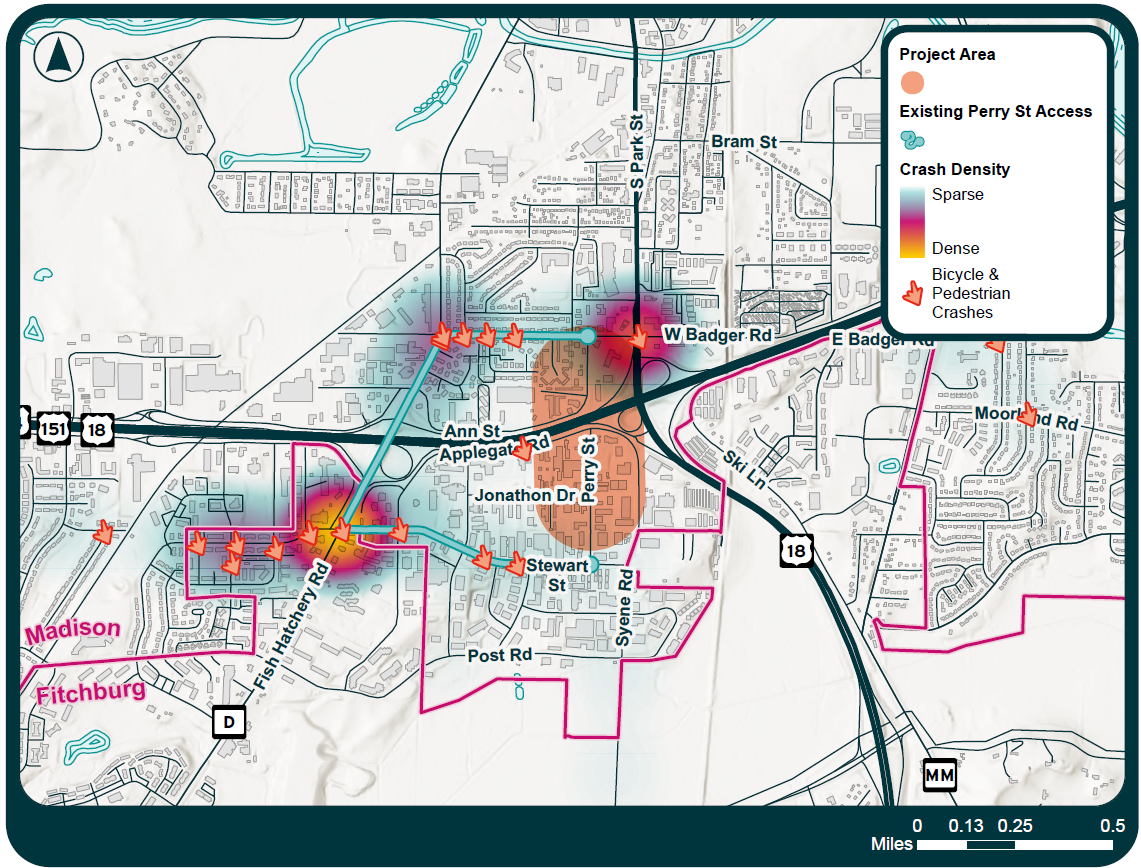 Project Area
Existing Perry St Access
Crash Density
Sparse
Dense
Bicycle &
Pedestrian
Crashes
S Park St
Bram St
W Badger Rd
E Badger Rd
Moorland Rd
151
18
Ann St
Applegate Rd
Perry St
Ski Ln
Jonathon Dr
18
Stewart
St
Syene Rd
Fish Hatchery Rd
Madison
Post Rd
Fitchburg
D
MM
0 0.13 0.25 0.5
Miles